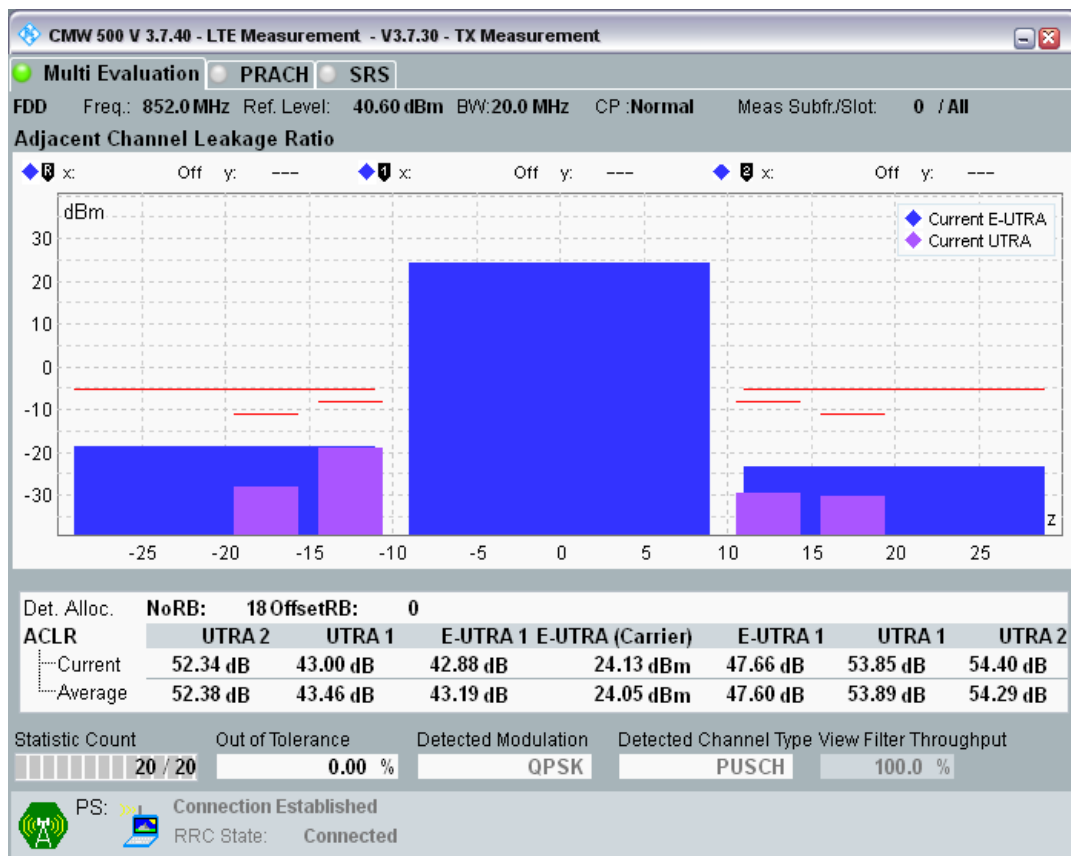 CMW 500 V 3.7.40 - LTE Measurement - V3.7.30 - TX Measurement
Multi Evaluation PRACH SRS
FDD Freq.: 852.0 MHz Ref. Level: 40.60 dBm BW:20.0 MHz CP :Normal Meas Subfr./Slot: 0 / All
Adjacent Channel Leakage Ratio
R x: Off y: --- 1 x: Off y: --- 2 x: Off y: ---
dBm
Current E-UTRA
Current UTRA
30
20
10
0
-10
-20
-30
z
-25 -20 -15 -10 -5 0 5 10 15 20 25
Det. Alloc. NoRB: 18 OffsetRB: 0
ACLR UTRA 2 UTRA 1 E-UTRA 1 E-UTRA (Carrier) E-UTRA 1 UTRA 1 UTRA 2
Current 52.34 dB 43.00 dB 42.88 dB 24.13 dBm 47.66 dB 53.85 dB 54.40 dB
Average 52.38 dB 43.46 dB 43.19 dB 24.05 dBm 47.60 dB 53.89 dB 54.29 dB
Statistic Count Out of Tolerance Detected Modulation Detected Channel Type View Filter Throughput
20 / 20 0.00 % QPSK PUSCH 100.0 %
PS: Connection Established
RRC State: Connected